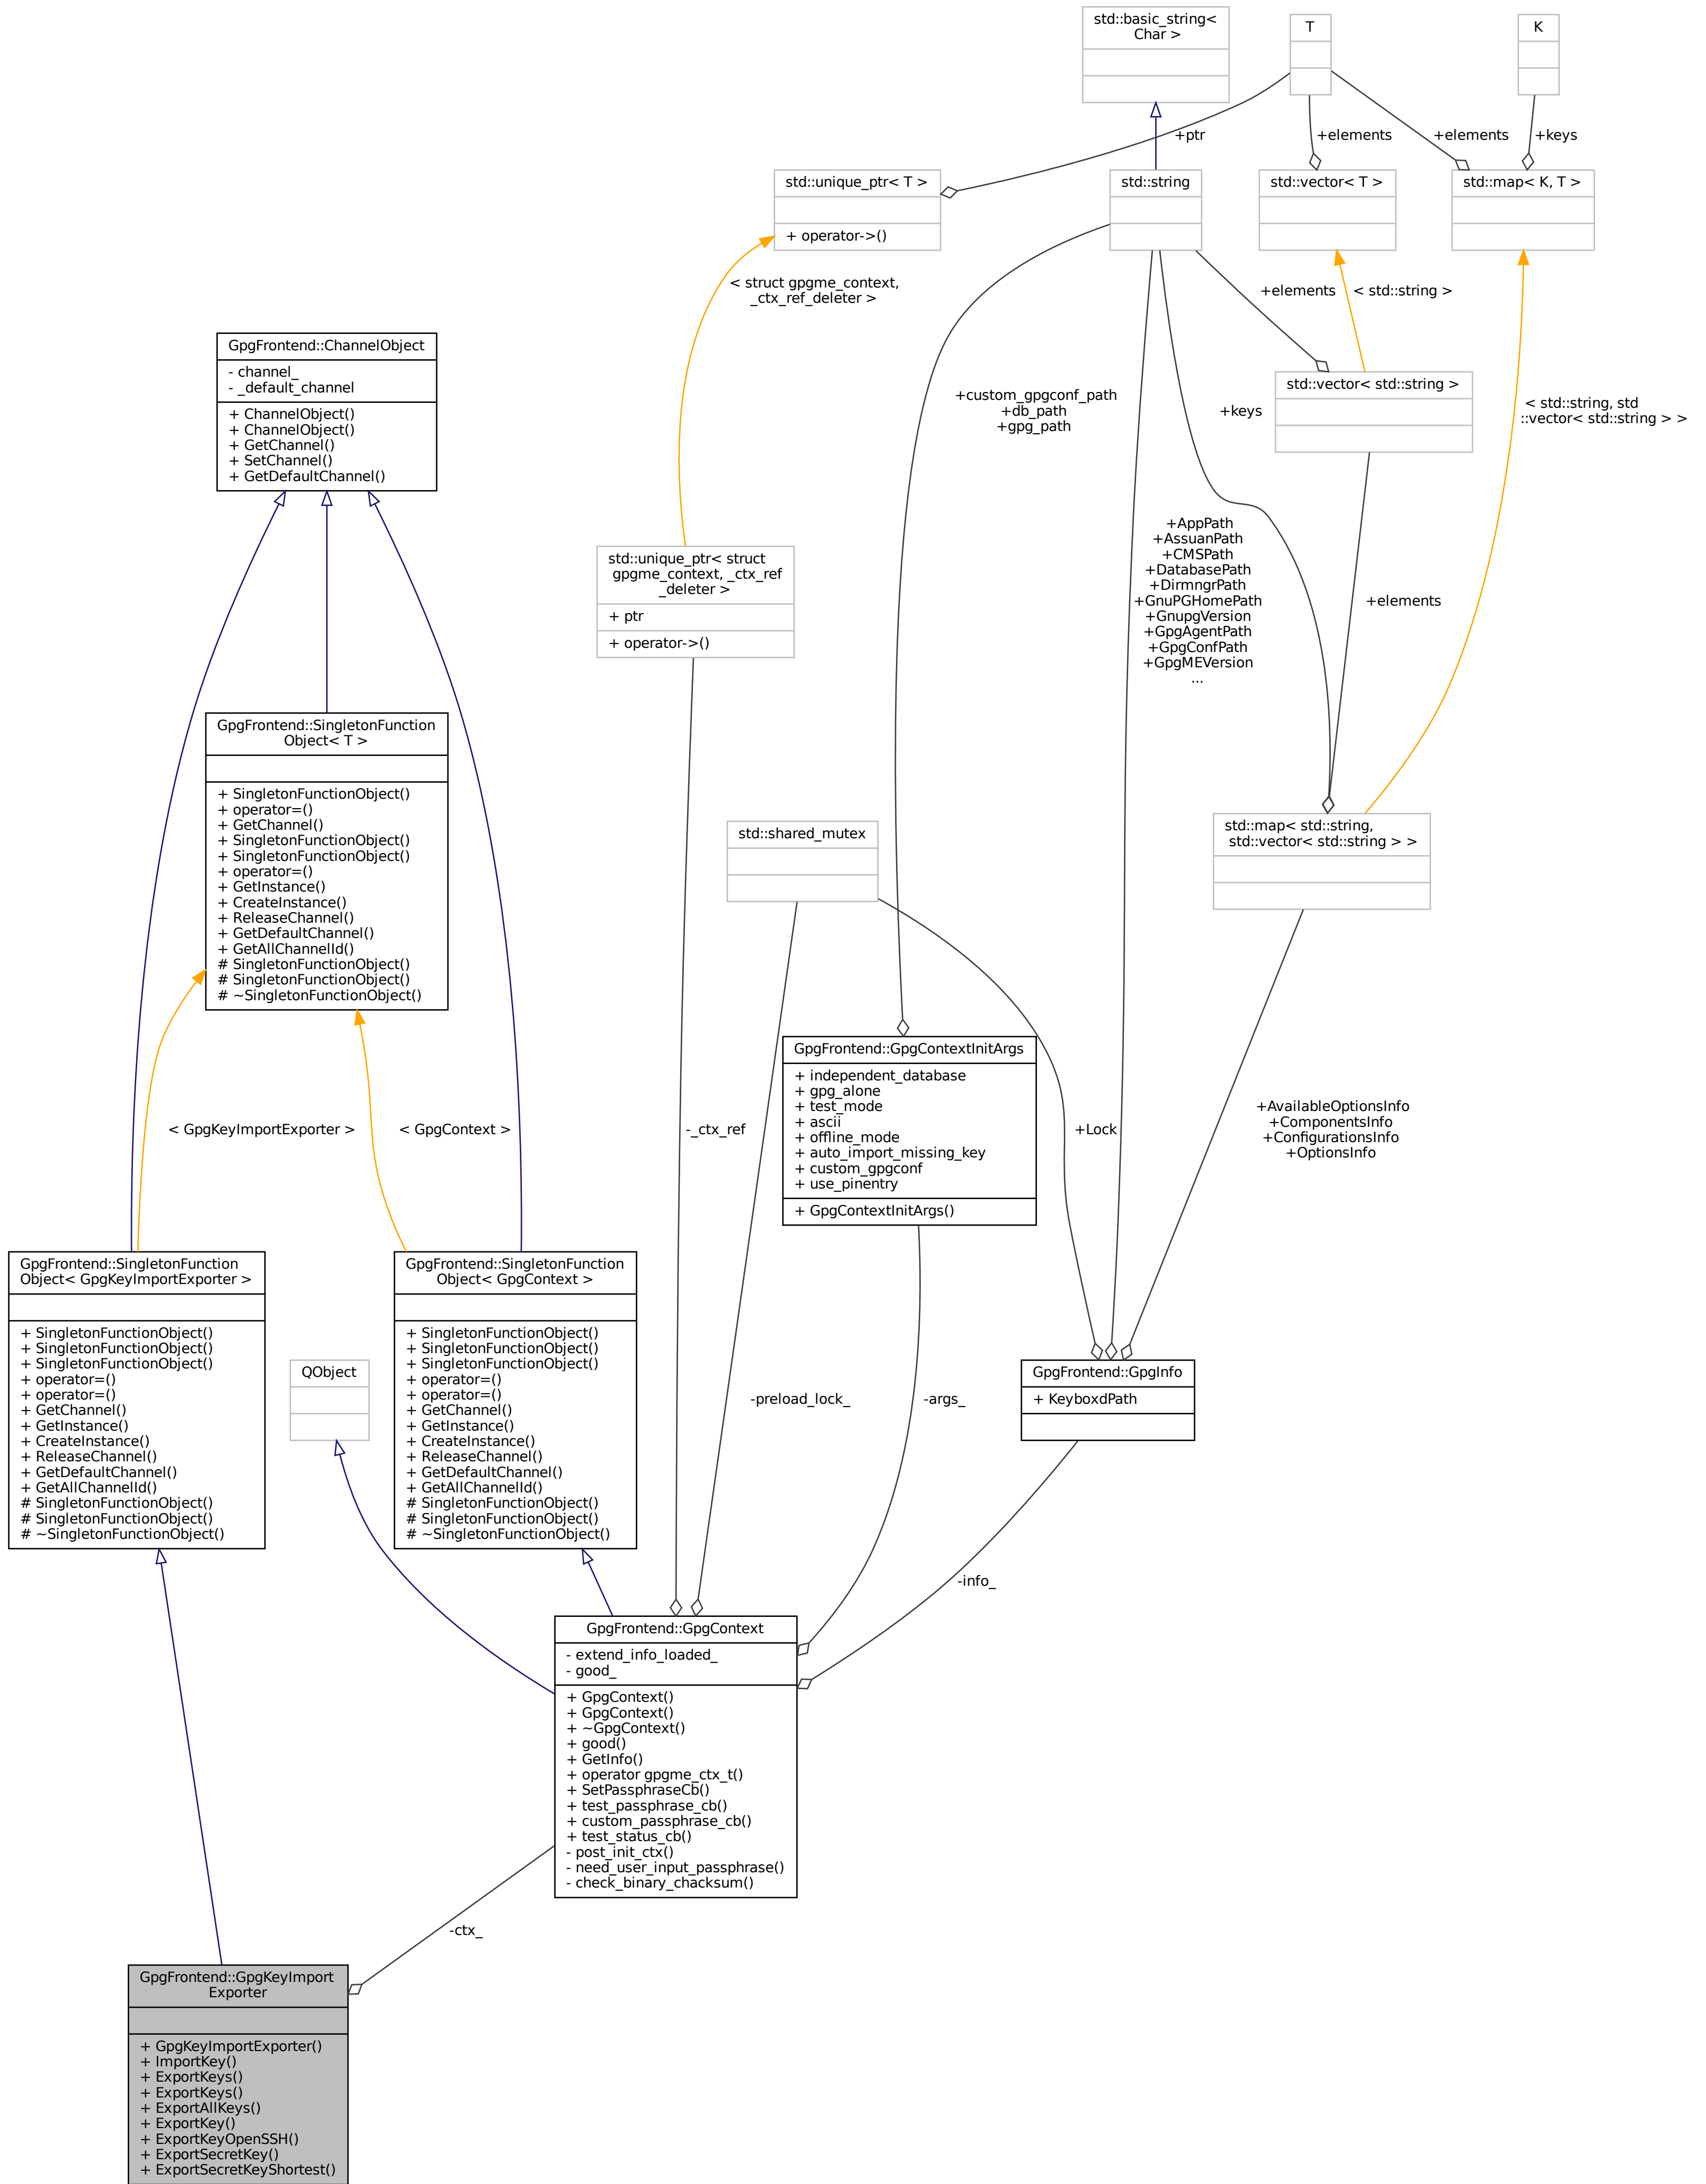 std::basic_string<
Char >
T
K
+ptr
+elements
+elements
+keys
std::unique_ptr< T >
+ operator->()
std::string
std::vector< T >
std::map< K, T >
< struct gpgme_context,
_ctx_ref_deleter >
+elements
< std::string >
GpgFrontend::ChannelObject
- channel_
- _default_channel
+ ChannelObject()
+ ChannelObject()
+ GetChannel()
+ SetChannel()
+ GetDefaultChannel()
+custom_gpgconf_path
+db_path
+gpg_path
+keys
std::vector< std::string >
< std::string, std
::vector< std::string > >
std::unique_ptr< struct
gpgme_context, _ctx_ref
_deleter >
+ ptr
+ operator->()
+AppPath
+AssuanPath
+CMSPath
+DatabasePath
+DirmngrPath
+GnuPGHomePath
+GnupgVersion
+GpgAgentPath
+GpgConfPath
+GpgMEVersion
...
+elements
GpgFrontend::SingletonFunction
Object< T >
+ SingletonFunctionObject()
+ operator=()
+ GetChannel()
+ SingletonFunctionObject()
+ SingletonFunctionObject()
+ operator=()
+ GetInstance()
+ CreateInstance()
+ ReleaseChannel()
+ GetDefaultChannel()
+ GetAllChannelId()
# SingletonFunctionObject()
# SingletonFunctionObject()
# ~SingletonFunctionObject()
std::shared_mutex
std::map< std::string,
std::vector< std::string > >
< GpgKeyImportExporter >
< GpgContext >
-_ctx_ref
GpgFrontend::GpgContextInitArgs
+ independent_database
+ gpg_alone
+ test_mode
+ ascii
+ offline_mode
+ auto_import_missing_key
+ custom_gpgconf
+ use_pinentry
+ GpgContextInitArgs()
+Lock
+AvailableOptionsInfo
+ComponentsInfo
+ConfigurationsInfo
+OptionsInfo
GpgFrontend::SingletonFunction
Object< GpgKeyImportExporter >
+ SingletonFunctionObject()
+ SingletonFunctionObject()
+ SingletonFunctionObject()
+ operator=()
+ operator=()
+ GetChannel()
+ GetInstance()
+ CreateInstance()
+ ReleaseChannel()
+ GetDefaultChannel()
+ GetAllChannelId()
# SingletonFunctionObject()
# SingletonFunctionObject()
# ~SingletonFunctionObject()
QObject
GpgFrontend::SingletonFunction
Object< GpgContext >
+ SingletonFunctionObject()
+ SingletonFunctionObject()
+ SingletonFunctionObject()
+ operator=()
+ operator=()
+ GetChannel()
+ GetInstance()
+ CreateInstance()
+ ReleaseChannel()
+ GetDefaultChannel()
+ GetAllChannelId()
# SingletonFunctionObject()
# SingletonFunctionObject()
# ~SingletonFunctionObject()
-preload_lock_
-args_
GpgFrontend::GpgInfo
+ KeyboxdPath
-info_
GpgFrontend::GpgContext
- extend_info_loaded_
- good_
+ GpgContext()
+ GpgContext()
+ ~GpgContext()
+ good()
+ GetInfo()
+ operator gpgme_ctx_t()
+ SetPassphraseCb()
+ test_passphrase_cb()
+ custom_passphrase_cb()
+ test_status_cb()
- post_init_ctx()
- need_user_input_passphrase()
- check_binary_chacksum()
-ctx_
GpgFrontend::GpgKeyImport
Exporter
+ GpgKeyImportExporter()
+ ImportKey()
+ ExportKeys()
+ ExportKeys()
+ ExportAllKeys()
+ ExportKey()
+ ExportKeyOpenSSH()
+ ExportSecretKey()
+ ExportSecretKeyShortest()